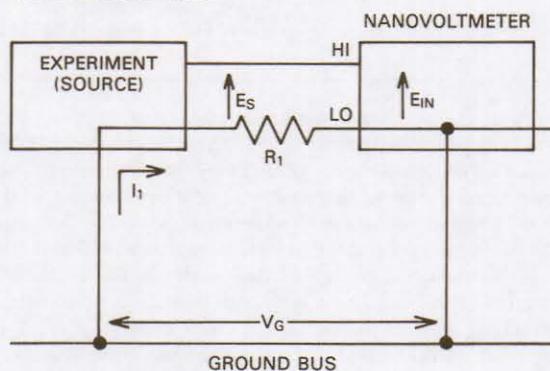 NANOVOLTMETER
EXPERIMENT
(SOURCE)
HI
ES
EIN
LO
R1
I1
VG
GROUND BUS